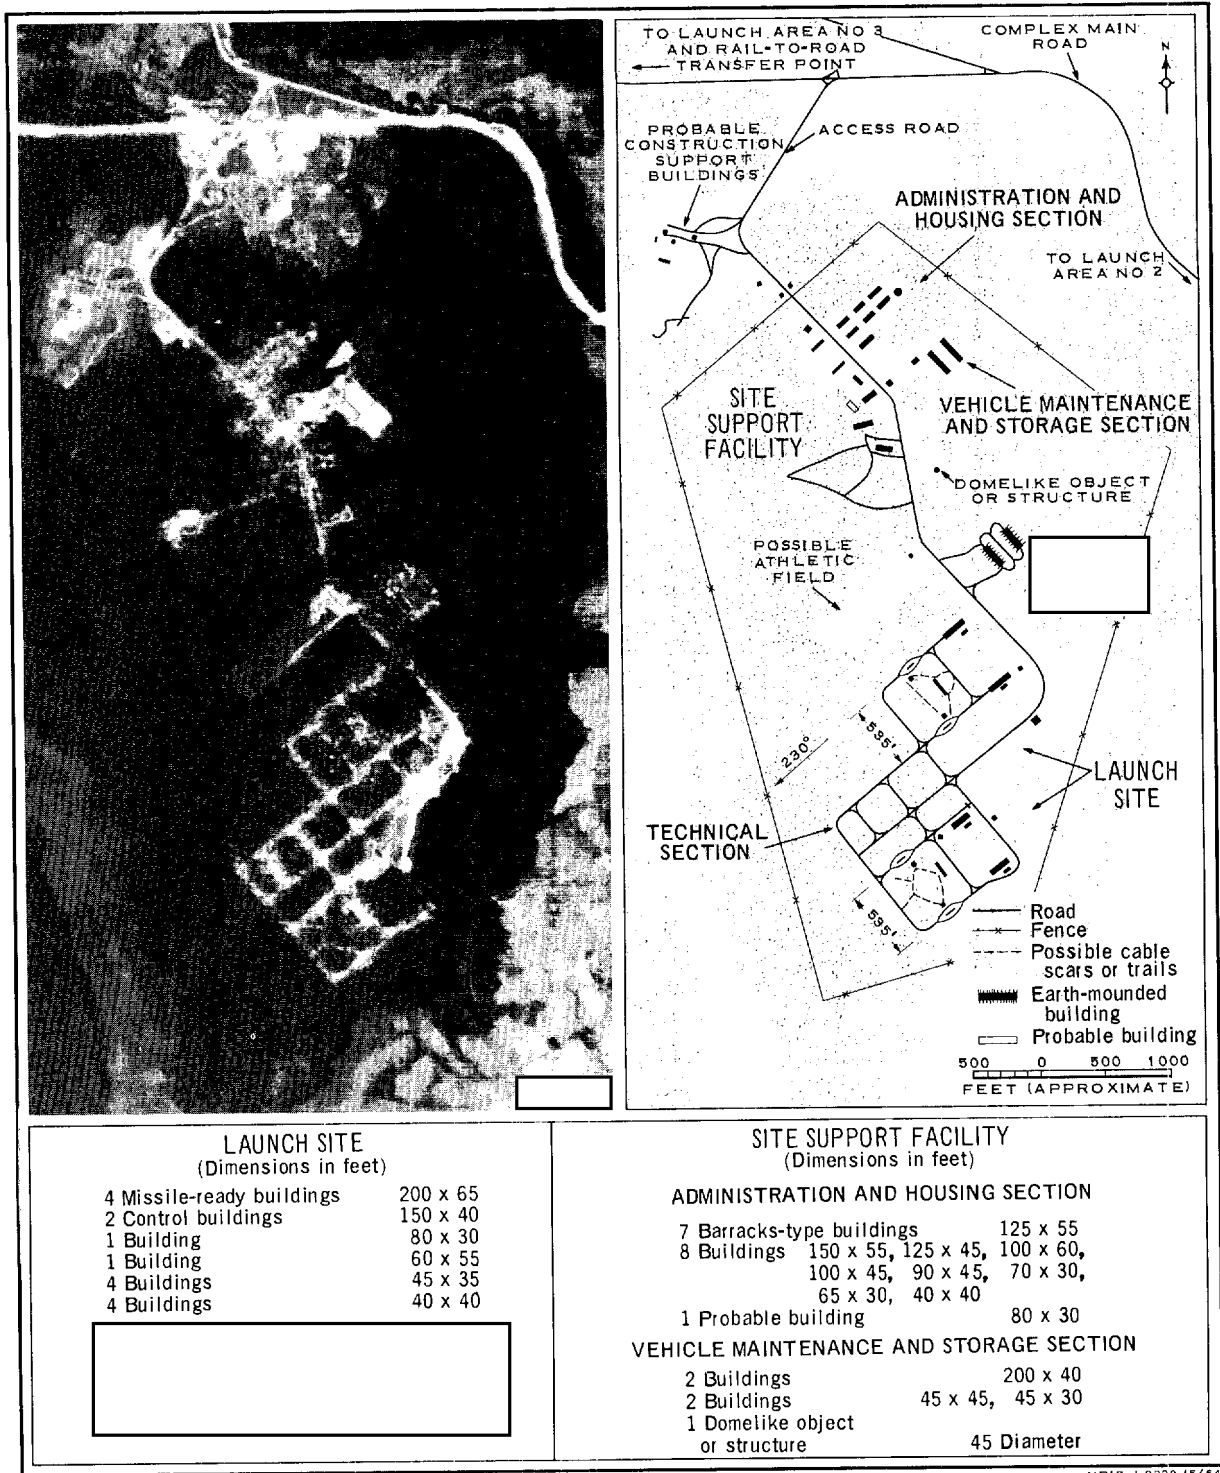 TO LAUNCH AREA NO 3
AND RAIL-TO-ROAD
TRANSFER POINT
COMPLEX MAIN
ROAD
N
PROBABLE
CONSTRUCTION
SUPPORT
BUILDINGS
ACCESS ROAD
ADMINISTRATION AND
HOUSING SECTION
TO LAUNCH
AREA NO 2
SITE
SUPPORT
FACILITY
VEHICLE MAINTENANCE
AND STORAGE SECTION
DOMELIKE OBJECT
OR STRUCTURE
POSSIBLE
ATHLETIC
FIELD
535'
230°
LAUNCH
SITE
TECHNICAL
SECTION
535'
Road
Fence
Possible cable
scars or trails
Earth-mounded
building
Probable building
500 0 500 1000
FEET (APPROXIMATE)
LAUNCH SITE
(Dimensions in feet)
4 Missile-ready buildings 200 x 65
2 Control buildings 150 x 40
1 Building 80 x 30
1 Building 60 x 55
4 Buildings 45 x 35
4 Buildings 40 x 40
SITE SUPPORT FACILITY
(Dimensions in feet)
ADMINISTRATION AND HOUSING SECTION
7 Barracks-type buildings 125 x 55
8 Buildings 150 x 55, 125 x 45, 100 x 60,
100 x 45, 90 x 45, 70 x 30,
65 x 30, 40 x 40
1 Probable building 80 x 30
VEHICLE MAINTENANCE AND STORAGE SECTION
2 Buildings 200 x 40
2 Buildings 45 x 45, 45 x 30
1 Domelike object
or structure 45 Diameter